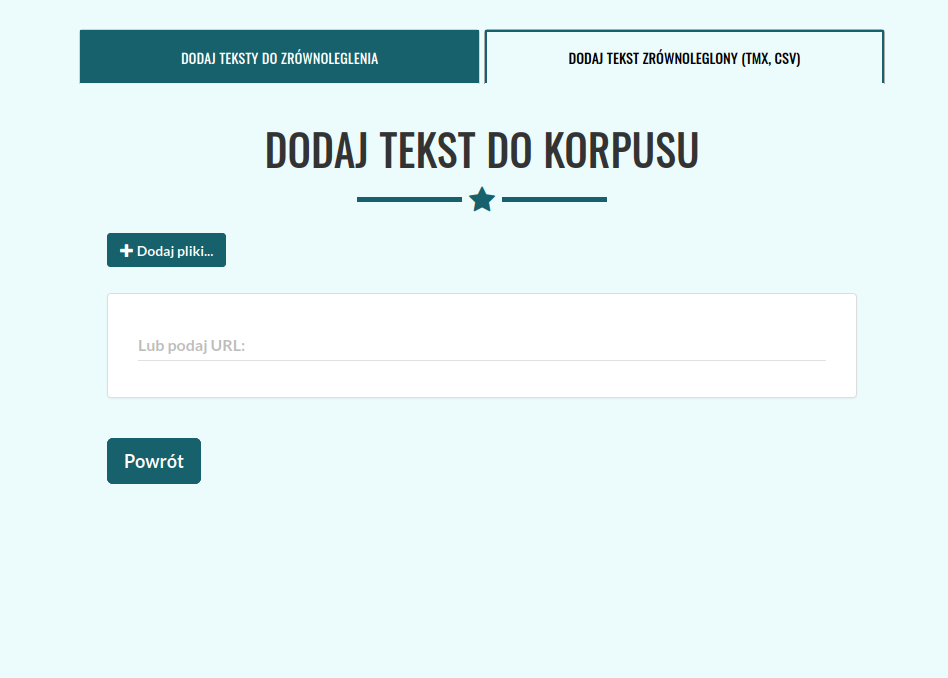 DODAJ TEKSTY DO ZRÓWNOLEGLENIA
DODAJ TEKST ZRÓWNOLEGLONY (TMX, CSV)
DODAJ TEKST DO KORPUSU
Dodaj pliki...
Lub podaj URL:
Powrót